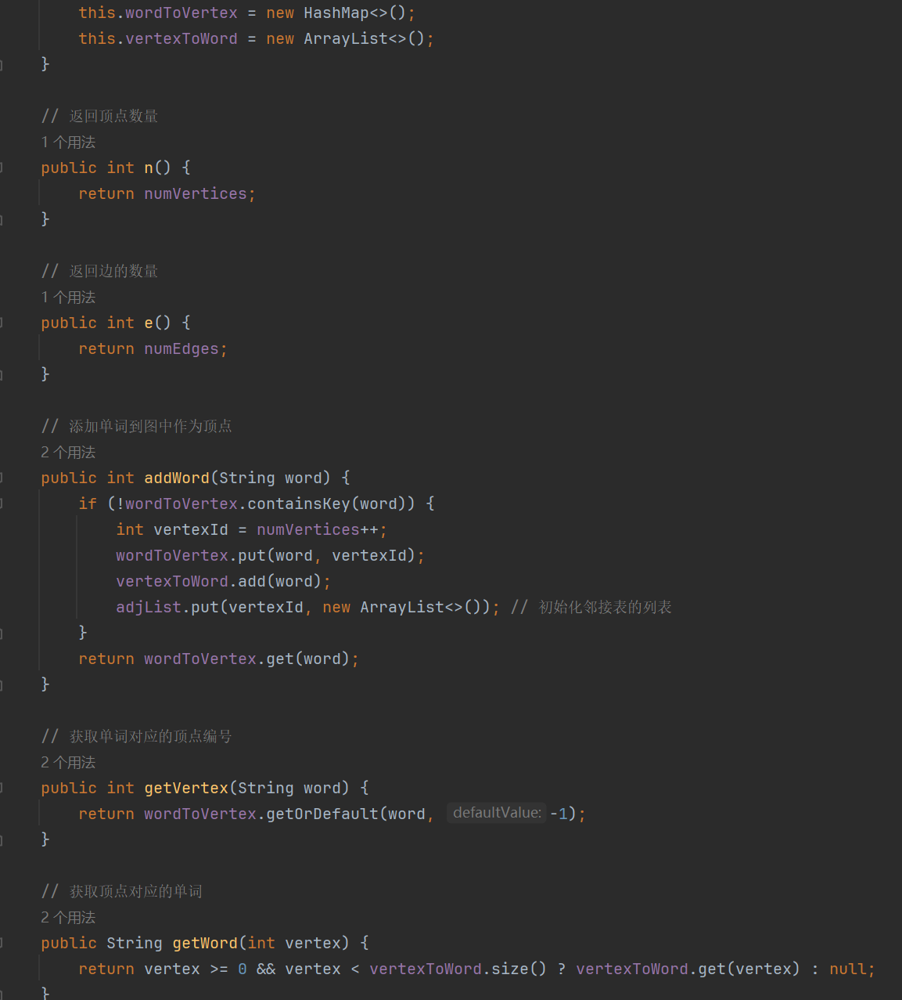 this.wordToVertex = new HashMap<>();
this.vertexToWord = new ArrayList<>();
}
// 返回顶点数量
1 个用法
public int n() {
return numVertices;
}
// 返回边的数量
1 个用法
public int e() {
return numEdges;
}
// 添加单词到图中作为顶点
2 个用法
public int addWord(String word) {
if (!wordToVertex.containsKey(word)) {
int vertexId = numVertices++;
wordToVertex.put(word, vertexId);
vertexToWord.add(word);
adjList.put(vertexId, new ArrayList<>()); // 初始化邻接表的列表
}
return wordToVertex.get(word);
}
// 获取单词对应的顶点编号
2 个用法
public int getVertex(String word) {
return wordToVertex.getOrDefault(word, defaultValue: -1);
}
// 获取顶点对应的单词
2 个用法
public String getWord(int vertex) {
return vertex >= 0 && vertex < vertexToWord.size() ? vertexToWord.get(vertex) : null;
}